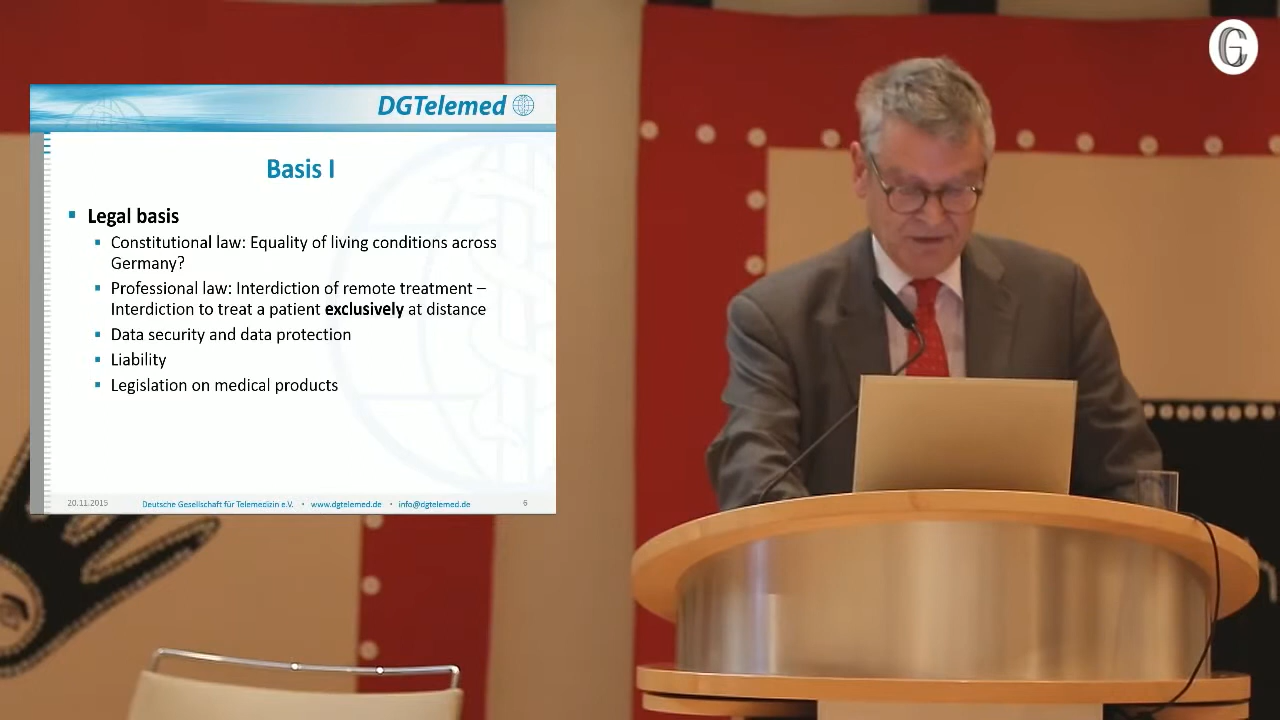 DGTelemed
Basis I
Legal basis
Constitutional law: Equality of living conditions across
Germany?
Professional law: Interdiction of remote treatment –
Interdiction to treat a patient exclusively at distance
Data security und data protection
Liability
Legislation on medical products
20.11.2015 Deutsche Gesellschaft für Telemedizin e.V. • www.dgtelemed.de • info@dgtelemed.de 6